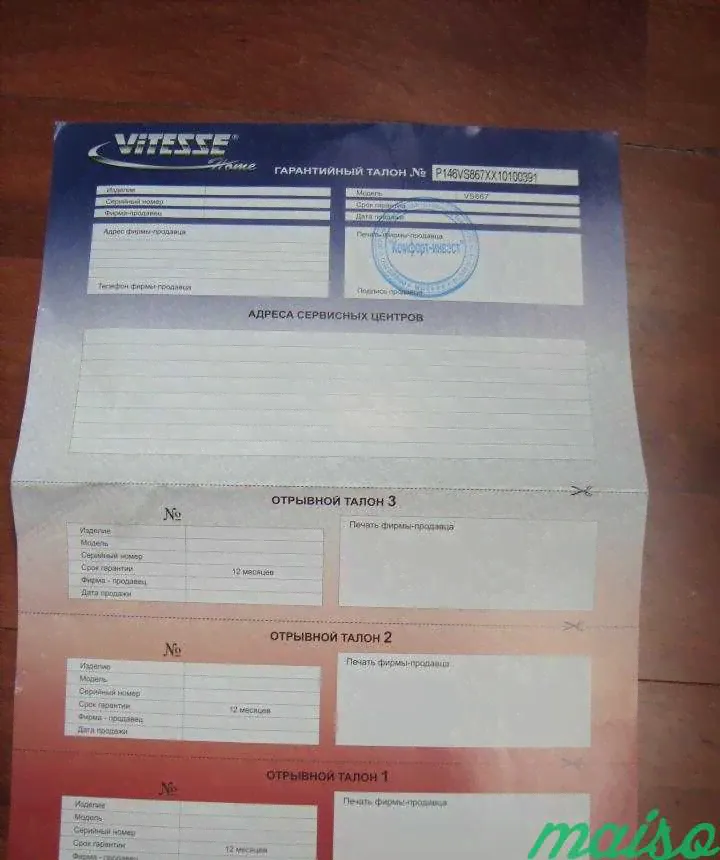 ViTESSE®
Home
ГАРАНТИЙНЫЙ ТАЛОН № P146VS867XX10100391
Изделие
Серийный номер
Фирма-продавец
Модель VS867
Срок гарантии
Дата продажи
Адрес фирмы-продавца
Телефон фирмы-продавца
Печать фирмы-продавца
"Комфорт-инвест"
МОСКВА
Подпись продавца
АДРЕСА СЕРВИСНЫХ ЦЕНТРОВ
ОТРЫВНОЙ ТАЛОН 3
№
Изделие
Модель
Серийный номер
Срок гарантии 12 месяцев
Фирма - продавец
Дата продажи
Печать фирмы-продавца
ОТРЫВНОЙ ТАЛОН 2
№
Изделие
Модель
Серийный номер
Срок гарантии 12 месяцев
Фирма - продавец
Дата продажи
Печать фирмы-продавца
ОТРЫВНОЙ ТАЛОН 1
№
Изделие
Модель
Серийный номер
Срок гарантии 12 месяцев
Фирма - продавец
Печать фирмы-продавца
maiso